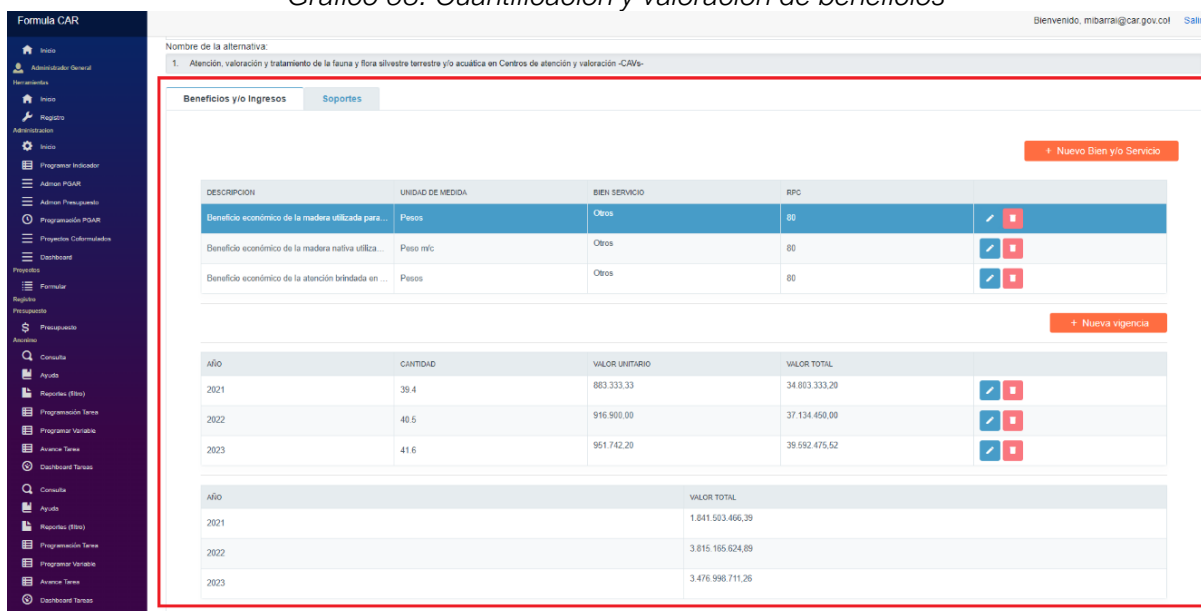 Gráfico 38. Cuantificación y valoración de beneficios
Formula CAR
Bienvenido, mibarrai@car.gov.co! Salir
Inicio
Administrador General
Herramientas
Inicio
Registro
Administracion
Inicio
Programar Indicador
Admon PGAR
Admon Presupuesto
Programación PGAR
Proyectos Coformulados
Dashboard
Proyectos
Formular
Registro
Presupuesto
Presupuesto
Anonimo
Consulta
Ayuda
Reportes (filtro)
Programación Tarea
Programar Variable
Avance Tarea
Dashboard Tareas
Consulta
Ayuda
Reportes (filtro)
Programación Tarea
Programar Variable
Avance Tarea
Dashboard Tareas
Nombre de la alternativa:
1. Atención, valoración y tratamiento de la fauna y flora silvestre terrestre y/o acuática en Centros de atención y valoración -CAVs-
Beneficios y/o Ingresos Soportes
+ Nuevo Bien y/o Servicio
DESCRIPCION UNIDAD DE MEDIDA BIEN SERVICIO RPC
Beneficio económico de la madera utilizada para... Pesos Otros 80
Beneficio económico de la madera nativa utiliza... Peso m/c Otros 80
Beneficio económico de la atención brindada en ... Pesos Otros 80
+ Nueva vigencia
AÑO CANTIDAD VALOR UNITARIO VALOR TOTAL
2021 39.4 883.333,33 34.803.333,20
2022 40.5 916.900,00 37.134.450,00
2023 41.6 951.742,20 39.592.475,52
AÑO VALOR TOTAL
2021 1.841.503.466,39
2022 3.815.165.624,89
2023 3.476.998.711,26